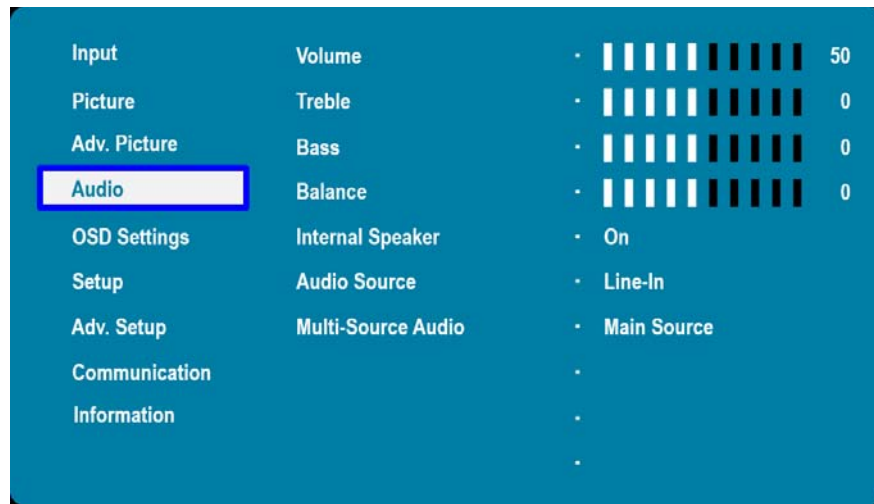 Input Volume 50
Picture Treble 0
Adv. Picture Bass 0
Audio Balance 0
OSD Settings Internal Speaker On
Setup Audio Source Line-In
Adv. Setup Multi-Source Audio Main Source
Communication
Information